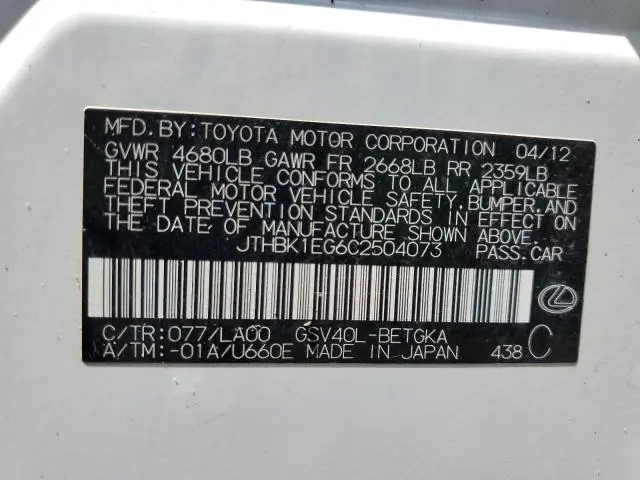 MFD.BY:TOYOTA MOTOR CORPORATION 04/12
GVWR 4680LB GAWR FR 2668LB RR 2359LB
THIS VEHICLE CONFORMS TO ALL APPLICABLE
FEDERAL MOTOR VEHICLE SAFETY,BUMPER,AND
THEFT PREVENTION STANDARDS IN EFFECT ON
THE DATE OF MANUFACTURE SHOWN ABOVE.
JTHBK1EG6C2504073 PASS.CAR
C/TR:077/LA00 GSV40L-BETGKA
A/TM:-01A/U660E MADE IN JAPAN 438 C